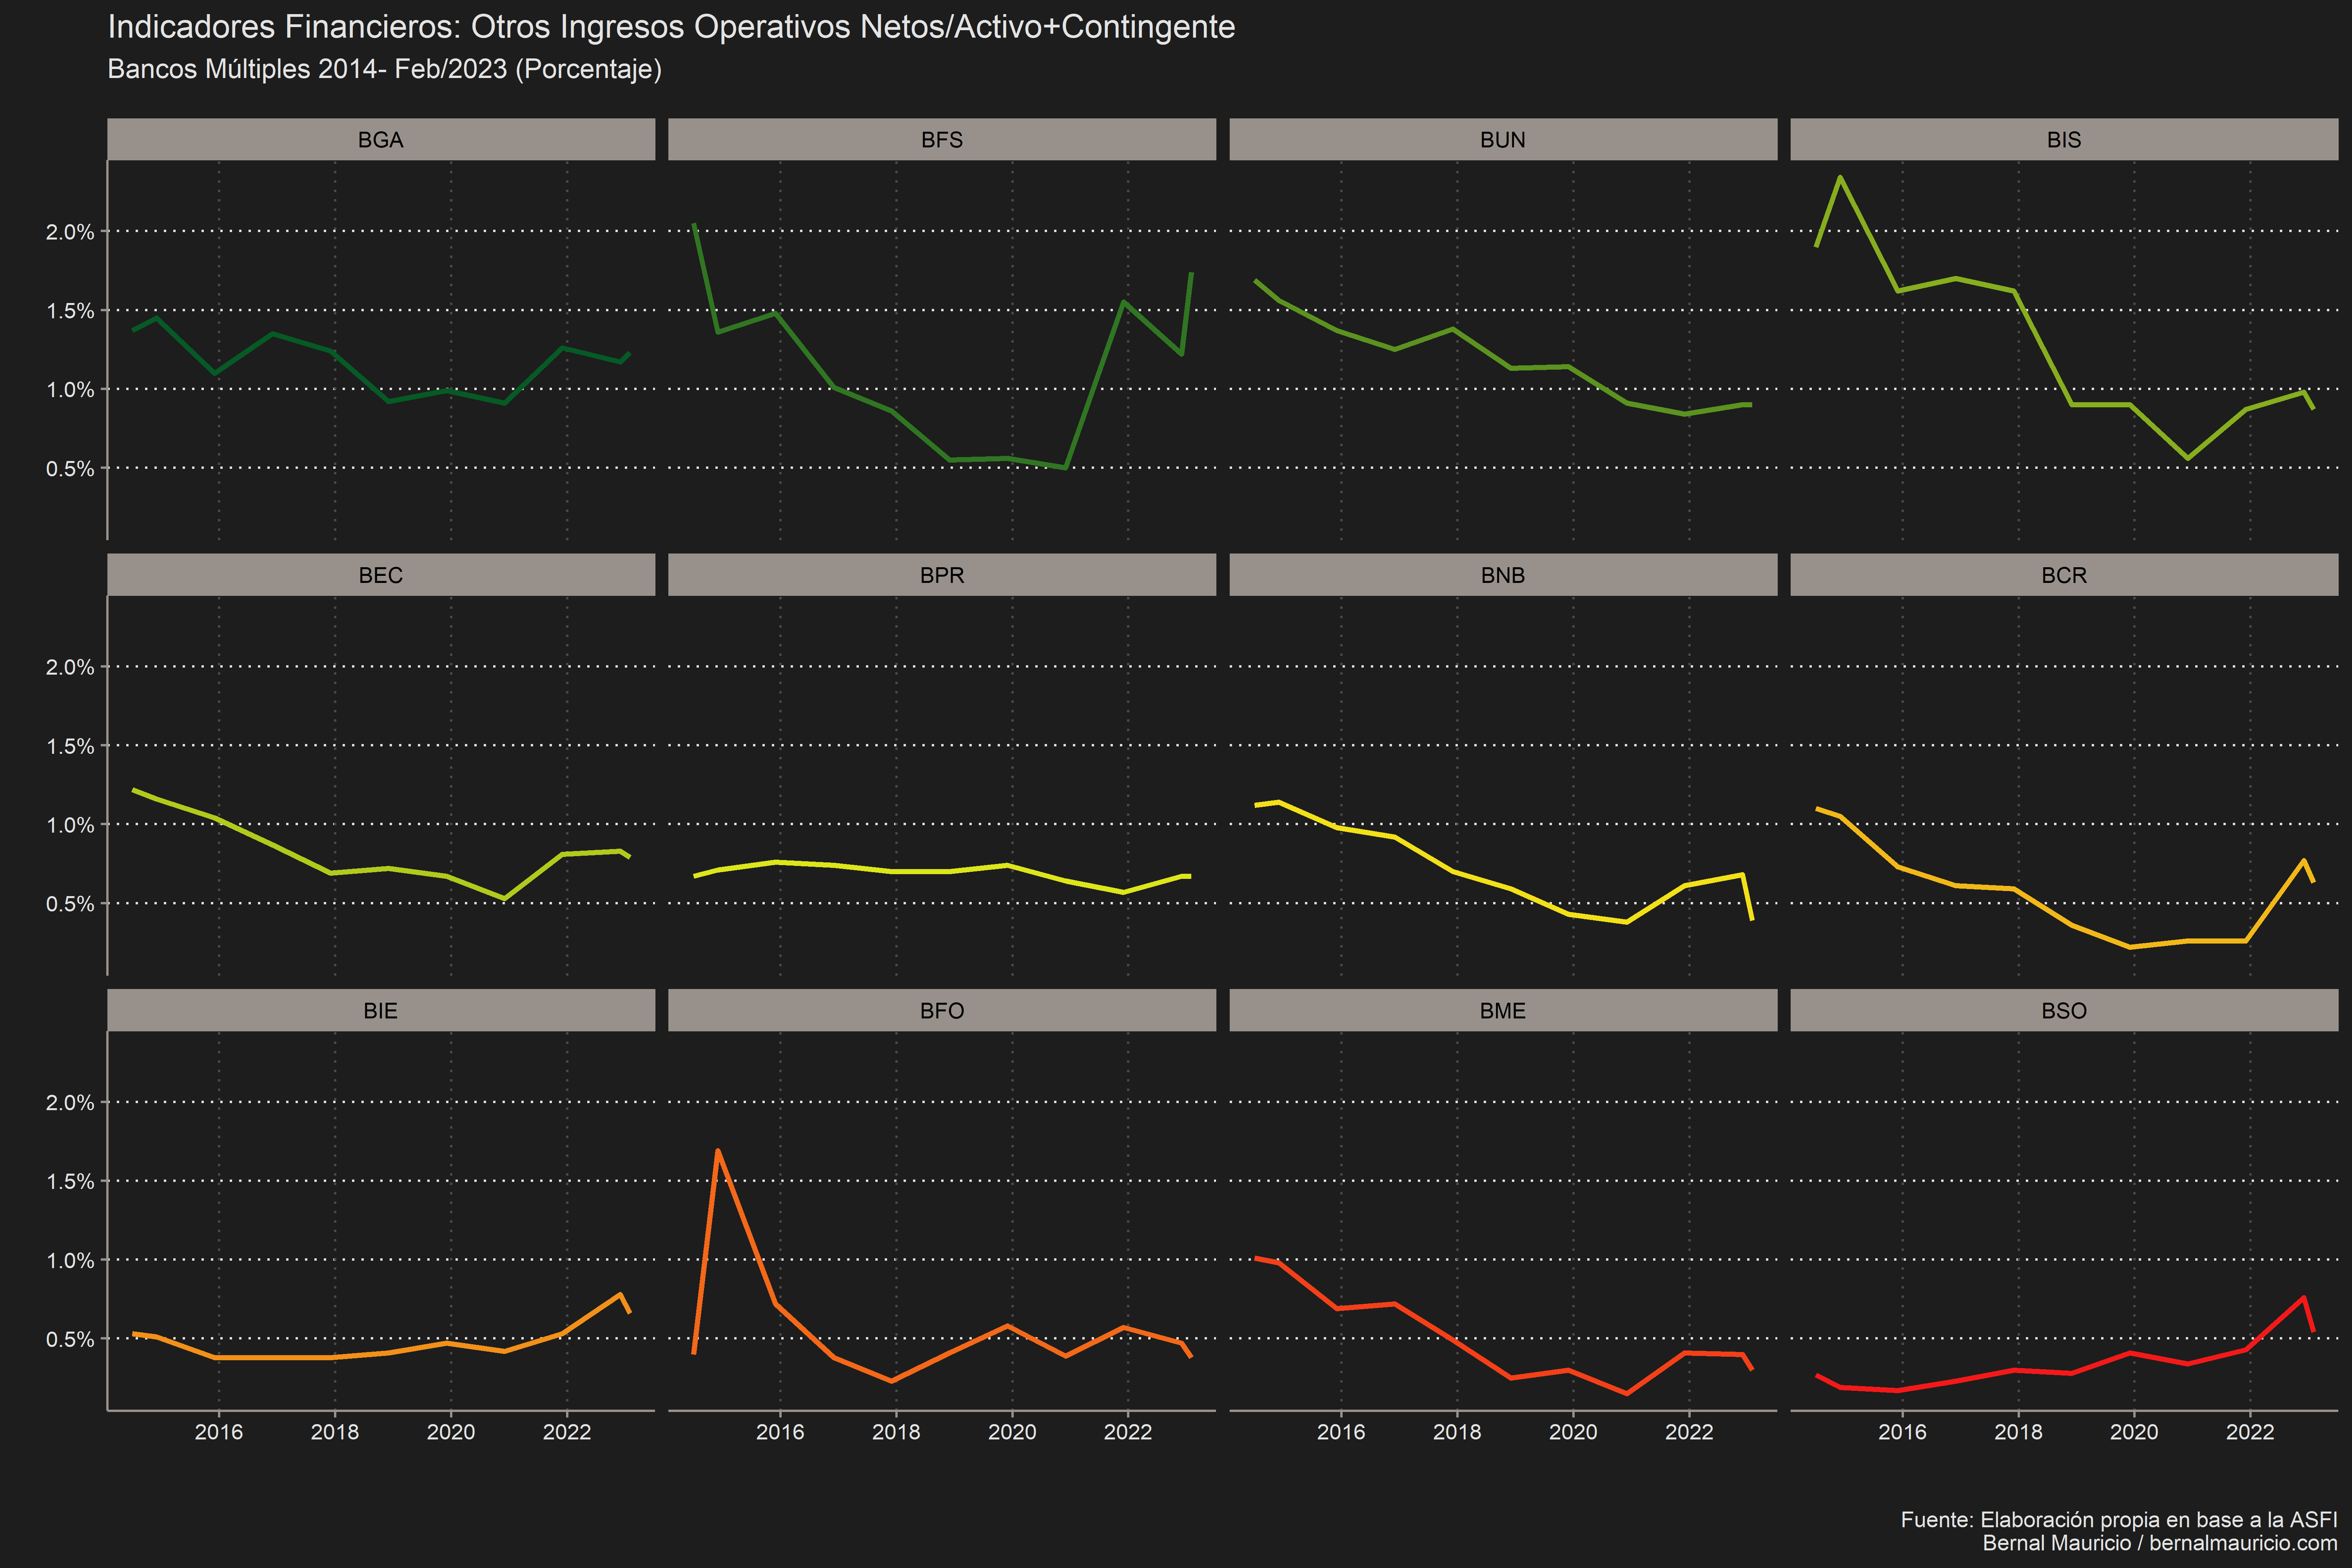 Indicadores Financieros: Otros Ingresos Operativos Netos/Activo+Contingente
Bancos Múltiples 2014- Feb/2023 (Porcentaje)
BGA BFS BUN BIS
2.0%
1.5%
1.0%
0.5%
BEC BPR BNB BCR
2.0%
1.5%
1.0%
0.5%
BIE BFO BME BSO
2.0%
1.5%
1.0%
0.5%
2016 2018 2020 2022 2016 2018 2020 2022 2016 2018 2020 2022 2016 2018 2020 2022
Fuente: Elaboración propia en base a la ASFI
Bernal Mauricio / bernalmauricio.com